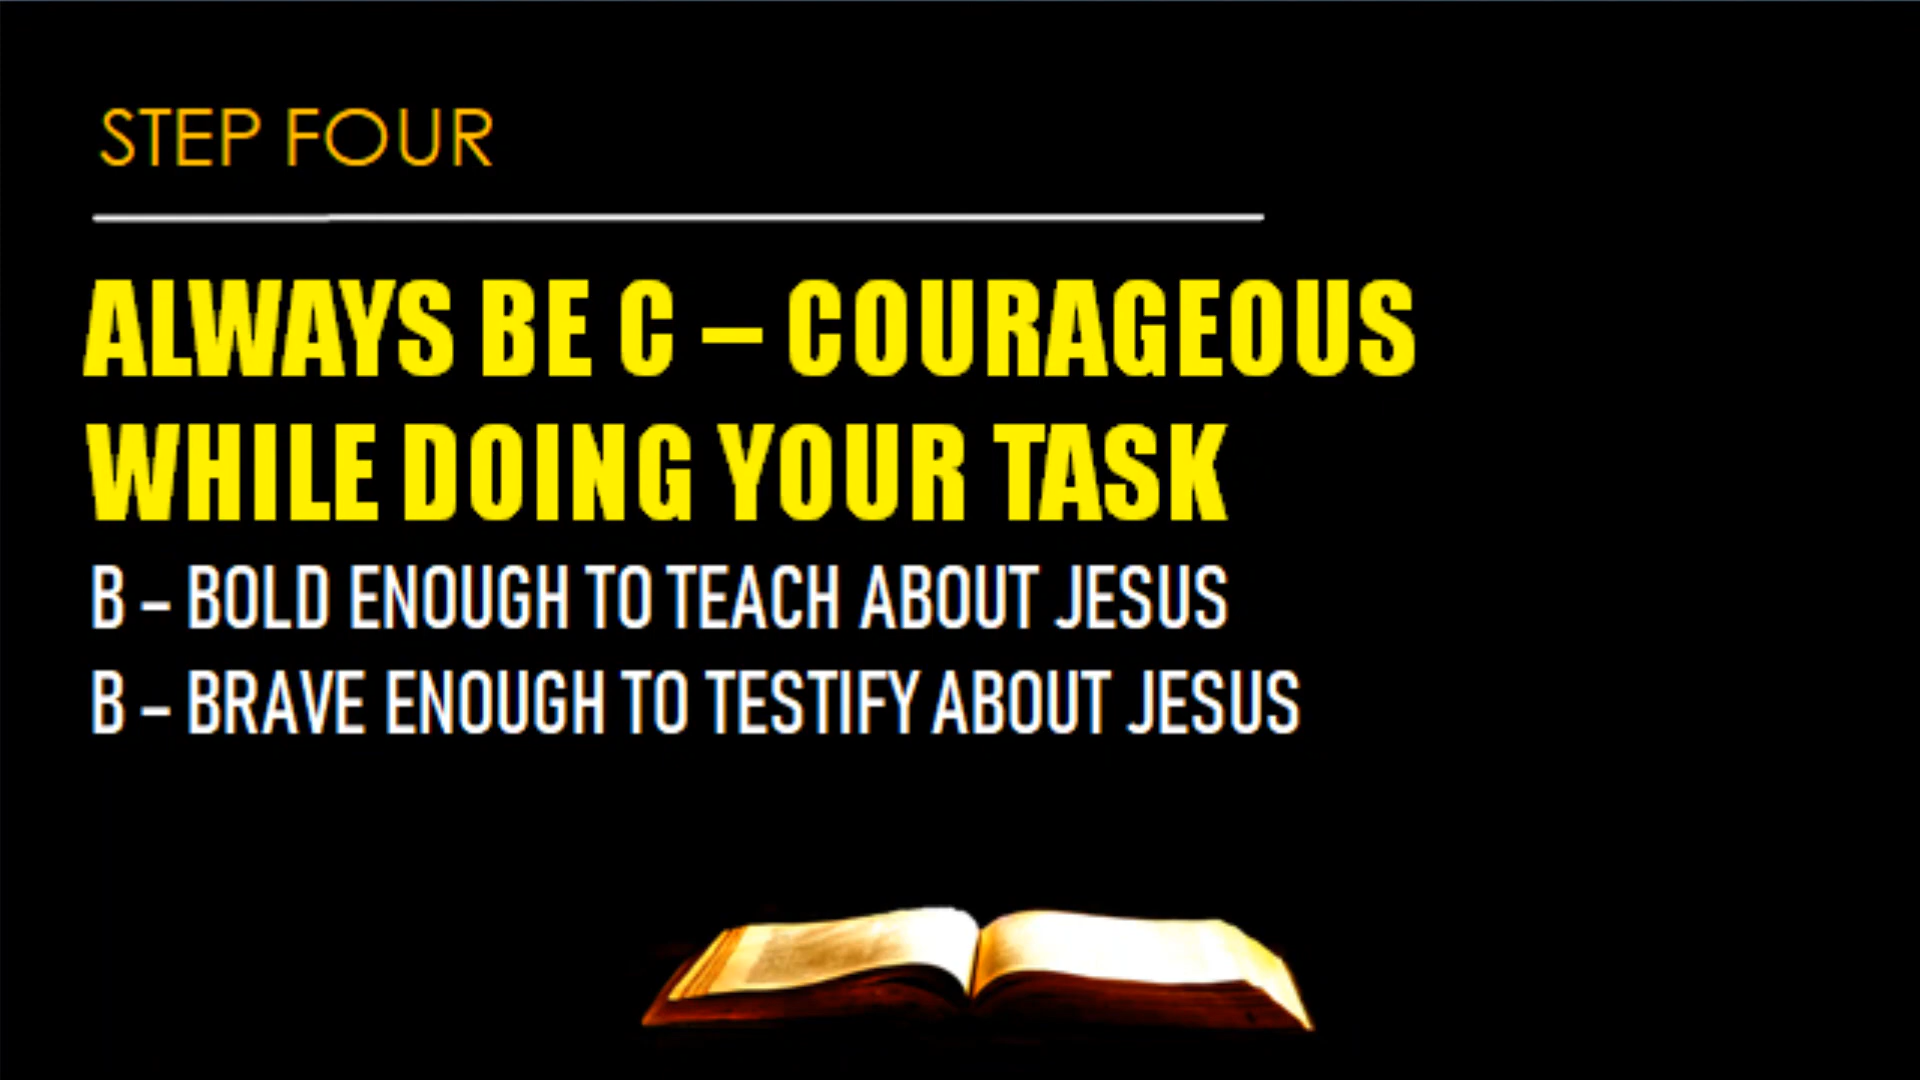 STEP FOUR
ALWAYS BE C – COURAGEOUS
WHILE DOING YOUR TASK
B – BOLD ENOUGH TO TEACH ABOUT JESUS
B – BRAVE ENOUGH TO TESTIFY ABOUT JESUS